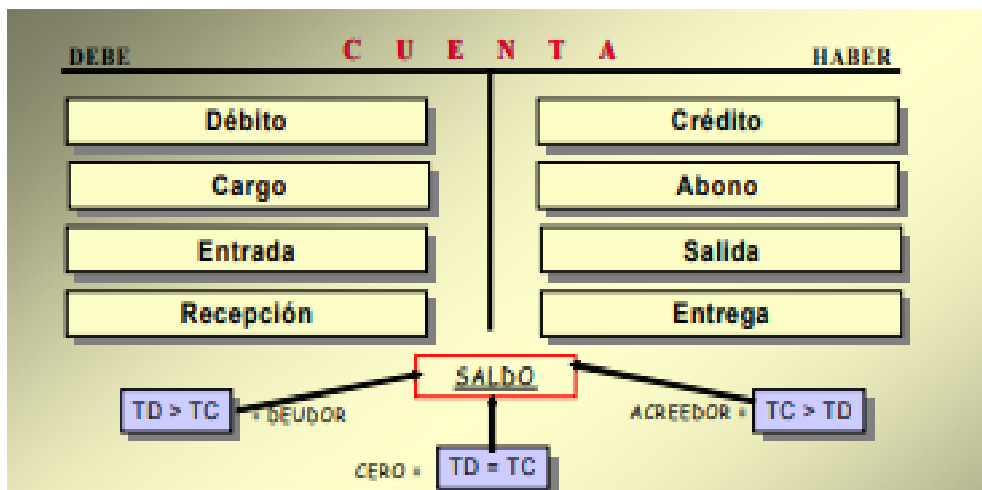 DEBE C U E N T A HABER
Débito Crédito
Cargo Abono
Entrada Salida
Recepción Entrega
SALDO
TD > TC = DEUDOR ACREEDOR = TC > TD
CERO = TD = TC